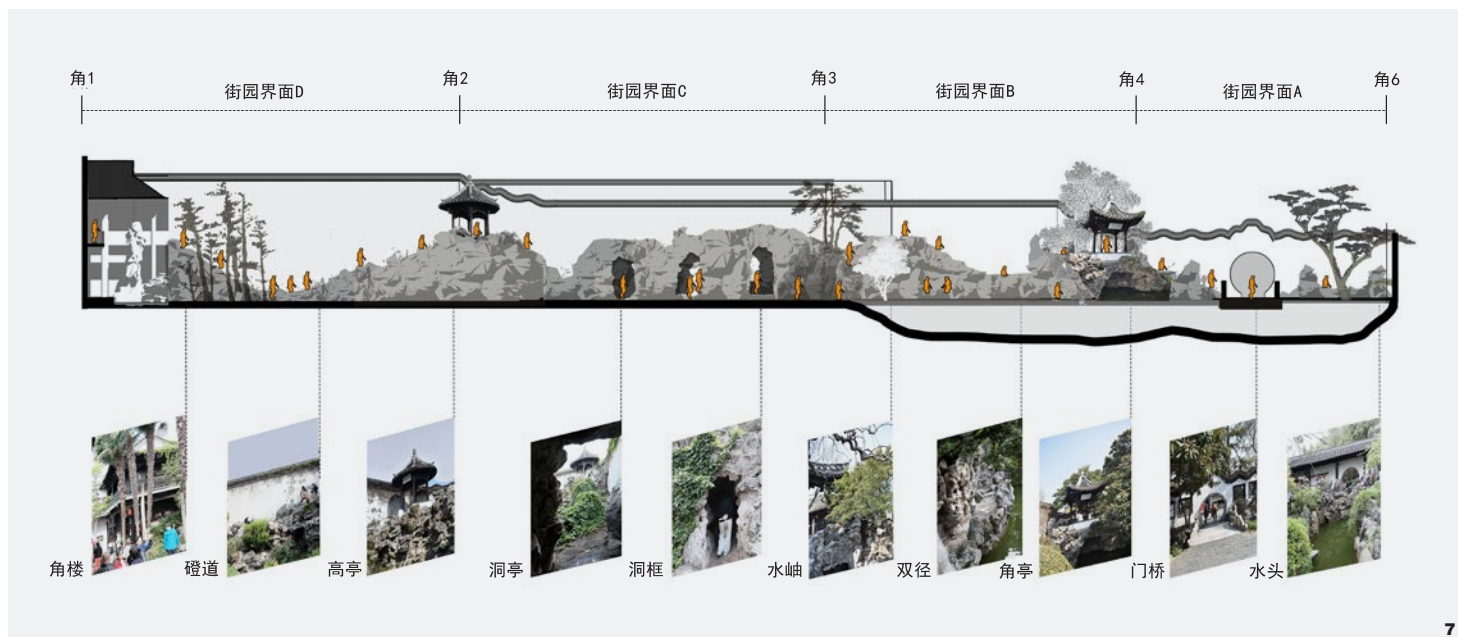 角1
角2
角3
角4
角6
街园界面D
街园界面C
街园界面B
街园界面A
角楼
磴道
高亭
洞亭
洞框
水岫
双径
角亭
门桥
水头
7